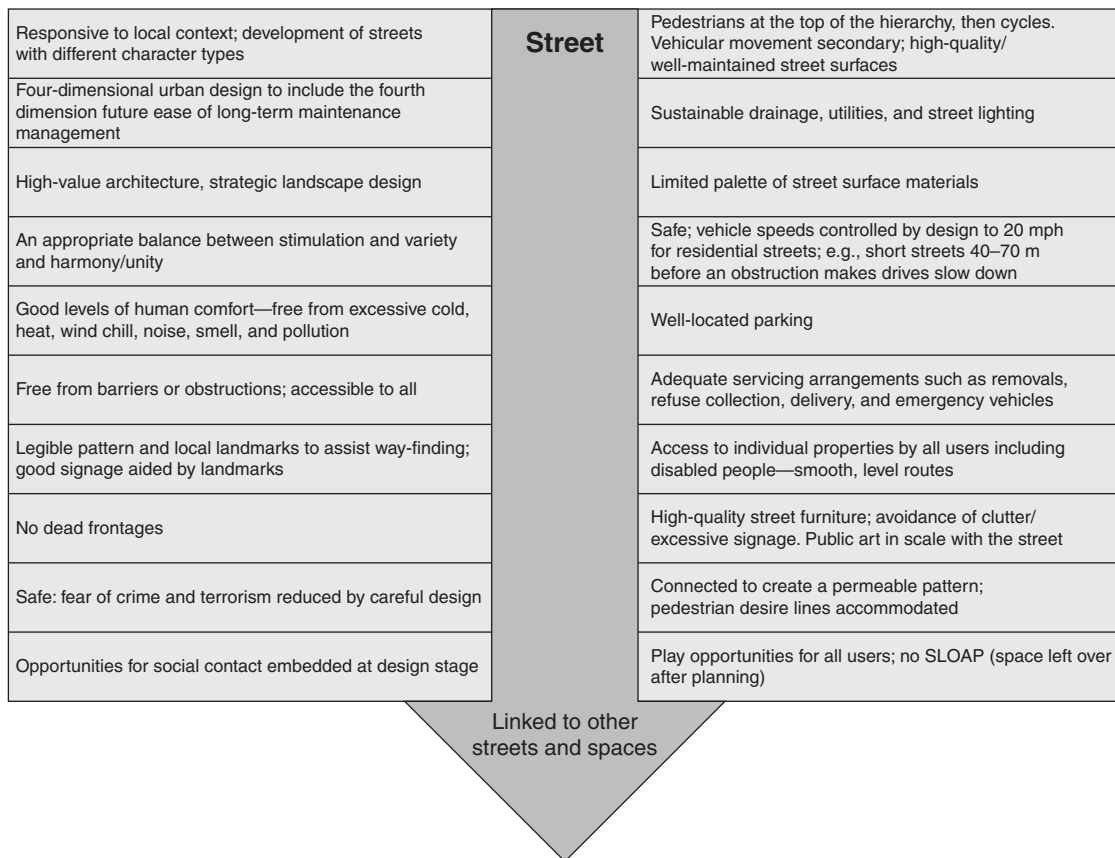 Street
Responsive to local context; development of streets
with different character types
Four-dimensional urban design to include the fourth
dimension future ease of long-term maintenance
management
High-value architecture, strategic landscape design
An appropriate balance between stimulation and variety
and harmony/unity
Good levels of human comfort—free from excessive cold,
heat, wind chill, noise, smell, and pollution
Free from barriers or obstructions; accessible to all
Legible pattern and local landmarks to assist way-finding;
good signage aided by landmarks
No dead frontages
Safe: fear of crime and terrorism reduced by careful design
Opportunities for social contact embedded at design stage
Pedestrians at the top of the hierarchy, then cycles.
Vehicular movement secondary; high-quality/
well-maintained street surfaces
Sustainable drainage, utilities, and street lighting
Limited palette of street surface materials
Safe; vehicle speeds controlled by design to 20 mph
for residential streets; e.g., short streets 40–70 m
before an obstruction makes drives slow down
Well-located parking
Adequate servicing arrangements such as removals,
refuse collection, delivery, and emergency vehicles
Access to individual properties by all users including
disabled people—smooth, level routes
High-quality street furniture; avoidance of clutter/
excessive signage. Public art in scale with the street
Connected to create a permeable pattern;
pedestrian desire lines accommodated
Play opportunities for all users; no SLOAP (space left over
after planning)
Linked to other
streets and spaces